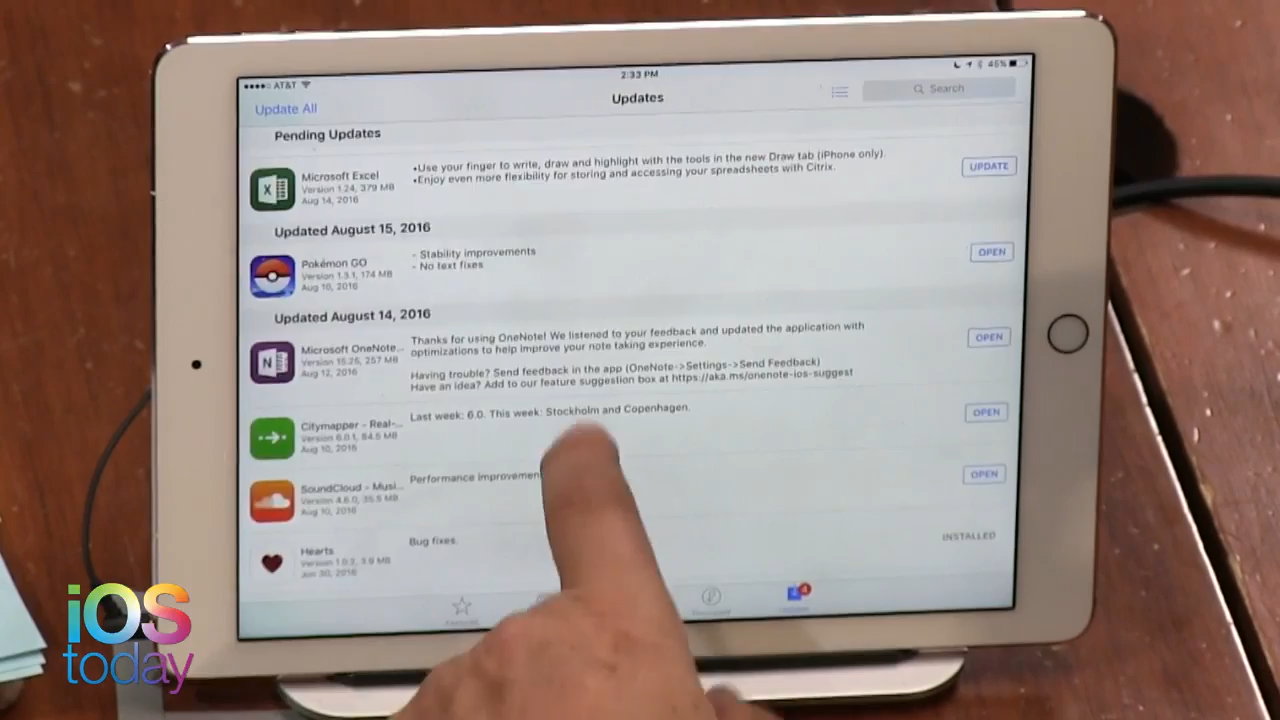 AT&T
2:33 PM
45%
Update All
Updates
Search
Pending Updates
Microsoft Excel
Version 1.24, 379 MB
Aug 14, 2016
•Use your finger to write, draw and highlight with the tools in the new Draw tab (iPhone only).
•Enjoy even more flexibility for storing and accessing your spreadsheets with Citrix.
UPDATE
Updated August 15, 2016
Pokémon GO
Version 1.3.1, 174 MB
Aug 10, 2016
- Stability improvements
- No text fixes
OPEN
Updated August 14, 2016
Microsoft OneNote...
Version 15.25, 257 MB
Aug 12, 2016
Thanks for using OneNote! We listened to your feedback and updated the application with
optimizations to help improve your note taking experience.
Having trouble? Send feedback in the app (OneNote->Settings->Send Feedback)
Have an idea? Add to our feature suggestion box at https://aka.ms/onenote-ios-suggest
OPEN
Citymapper - Real-...
Version 6.0.1, 84.5 MB
Aug 10, 2016
Last week: 6.0. This week: Stockholm and Copenhagen.
OPEN
SoundCloud - Musi...
Version 4.6.0, 35.5 MB
Aug 10, 2016
Performance improvemen
OPEN
Hearts
Version 1.0.2, 3.9 MB
Jun 30, 2016
Bug fixes.
INSTALLED
4
iOS
today